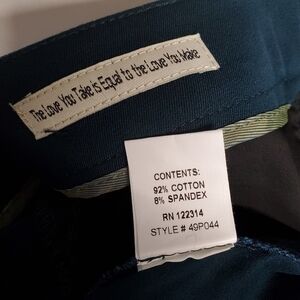 The Love You Take is Equal to the Love You Make
CONTENTS:
92% COTTON
8% SPANDEX
RN 122314
STYLE # 49P044